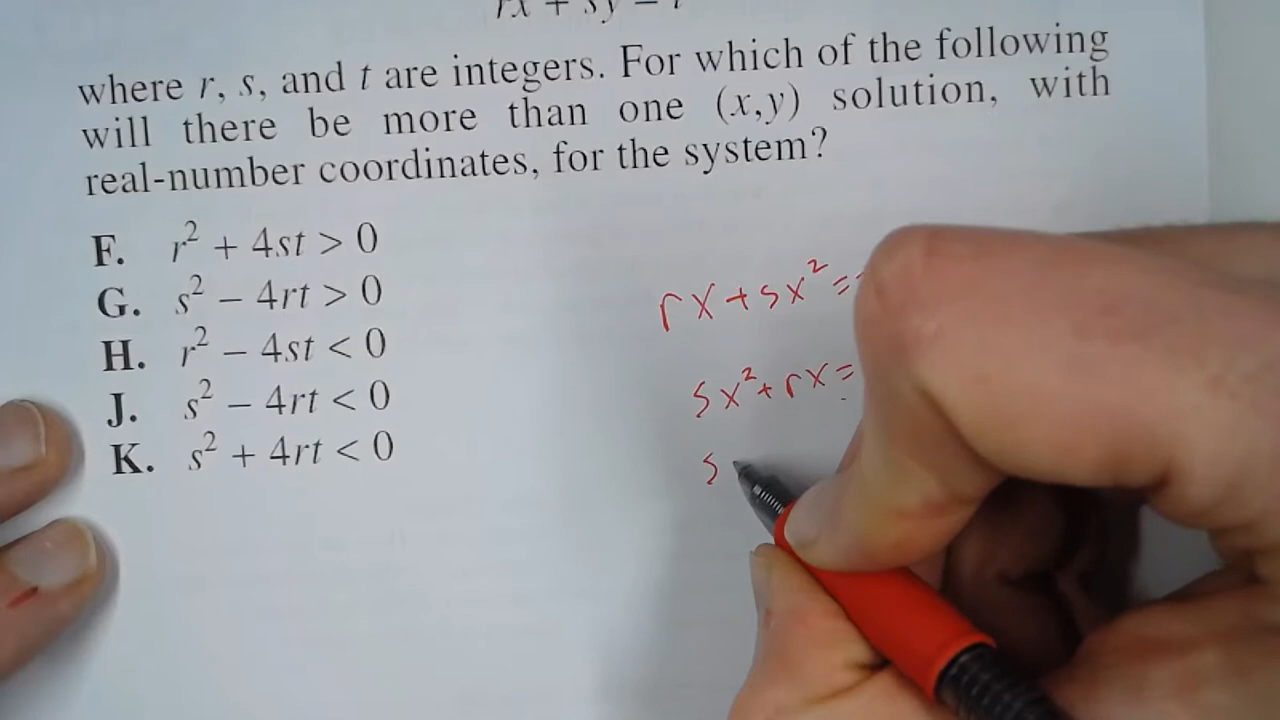 rx + sy = t
where r, s, and t are integers. For which of the following
will there be more than one (x,y) solution, with
real-number coordinates, for the system?
F. r² + 4st > 0
G. s² – 4rt > 0
H. r² – 4st < 0
J. s² – 4rt < 0
K. s² + 4rt < 0
rx+sx²=
sx²+rx=
s